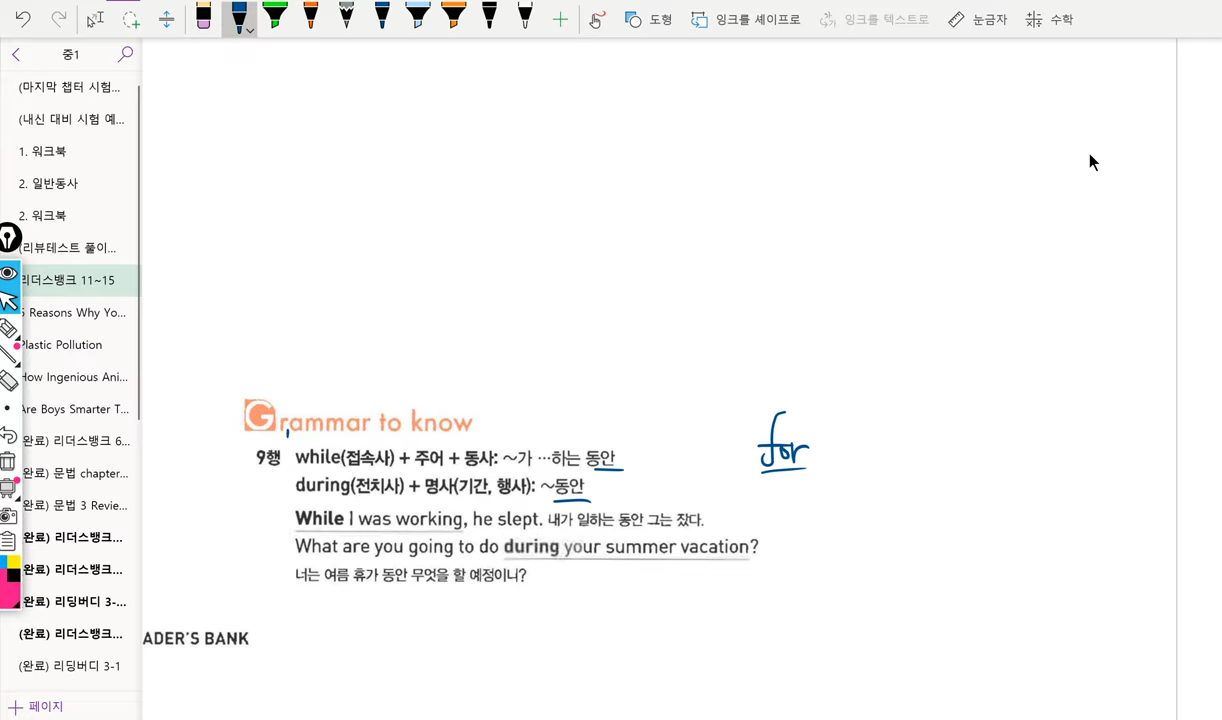 도형
잉크를 셰이프로
잉크를 텍스트로
눈금자
수학
중1
(마지막 챕터 시험...
(내신 대비 시험 예...
1. 워크북
2. 일반동사
2. 워크북
(리뷰테스트 풀이...
리더스뱅크 11~15
Reasons Why Yo...
Plastic Pollution
How Ingenious Ani...
Are Boys Smarter T...
완료) 리더스뱅크 6...
완료) 문법 chapter...
완료) 문법 3 Revie...
완료) 리더스뱅크...
완료) 리더스뱅크...
완료) 리딩버디 3-...
(완료) 리더스뱅크...
(완료) 리딩버디 3-1
페이지
Grammar to know
for
9행 while(접속사) + 주어 + 동사: ~가 …하는 동안
during(전치사) + 명사(기간, 행사): ~동안
While I was working, he slept. 내가 일하는 동안 그는 잤다.
What are you going to do during your summer vacation?
너는 여름 휴가 동안 무엇을 할 예정이니?
ADER'S BANK